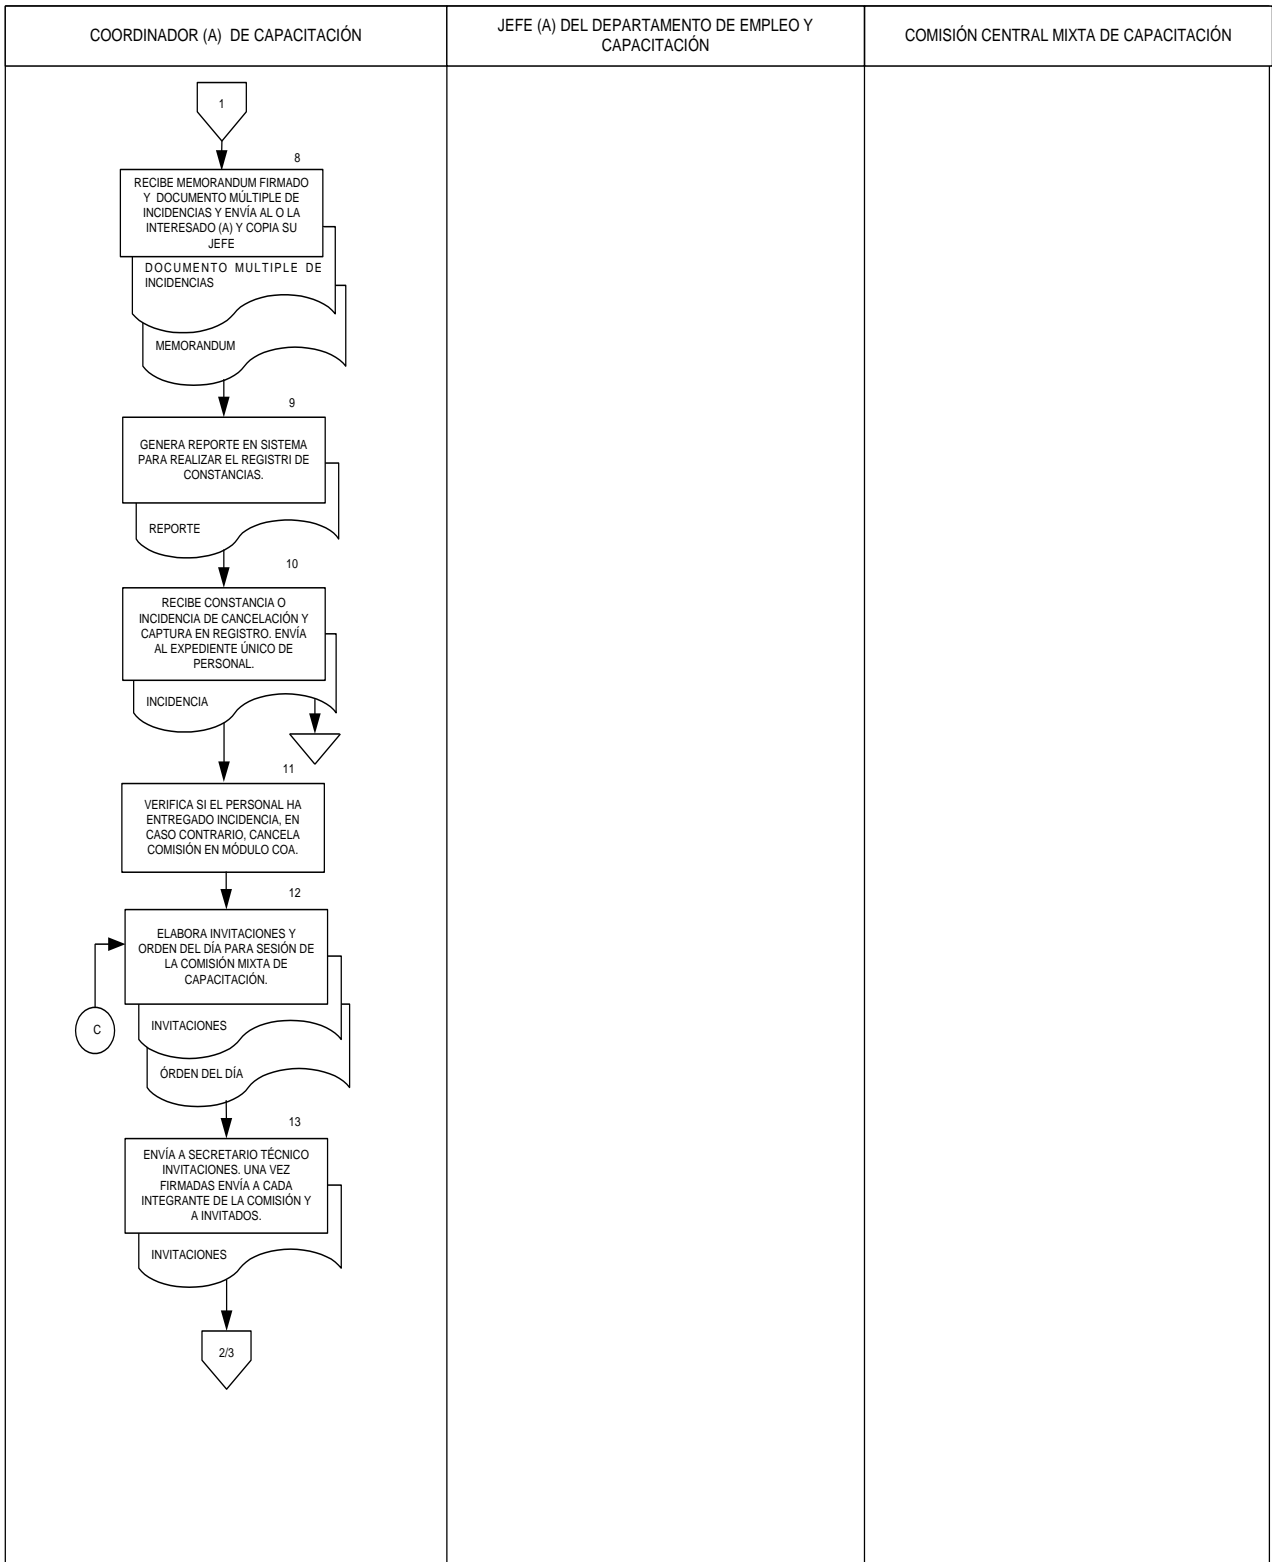 COORDINADOR (A) DE CAPACITACIÓN
JEFE (A) DEL DEPARTAMENTO DE EMPLEO Y
CAPACITACIÓN
COMISIÓN CENTRAL MIXTA DE CAPACITACIÓN
1
8
RECIBE MEMORANDUM FIRMADO
Y DOCUMENTO MÚLTIPLE DE
INCIDENCIAS Y ENVÍA AL O LA
INTERESADO (A) Y COPIA SU
JEFE
DOCUMENTO MULTIPLE DE
INCIDENCIAS
MEMORANDUM
9
GENERA REPORTE EN SISTEMA
PARA REALIZAR EL REGISTRI DE
CONSTANCIAS.
REPORTE
10
RECIBE CONSTANCIA O
INCIDENCIA DE CANCELACIÓN Y
CAPTURA EN REGISTRO. ENVÍA
AL EXPEDIENTE ÚNICO DE
PERSONAL.
INCIDENCIA
11
VERIFICA SI EL PERSONAL HA
ENTREGADO INCIDENCIA, EN
CASO CONTRARIO, CANCELA
COMISIÓN EN MÓDULO COA.
12
ELABORA INVITACIONES Y
ORDEN DEL DÍA PARA SESIÓN DE
LA COMISIÓN MIXTA DE
CAPACITACIÓN.
C
INVITACIONES
ÓRDEN DEL DÍA
13
ENVÍA A SECRETARIO TÉCNICO
INVITACIONES. UNA VEZ
FIRMADAS ENVÍA A CADA
INTEGRANTE DE LA COMISIÓN Y
A INVITADOS.
INVITACIONES
2/3